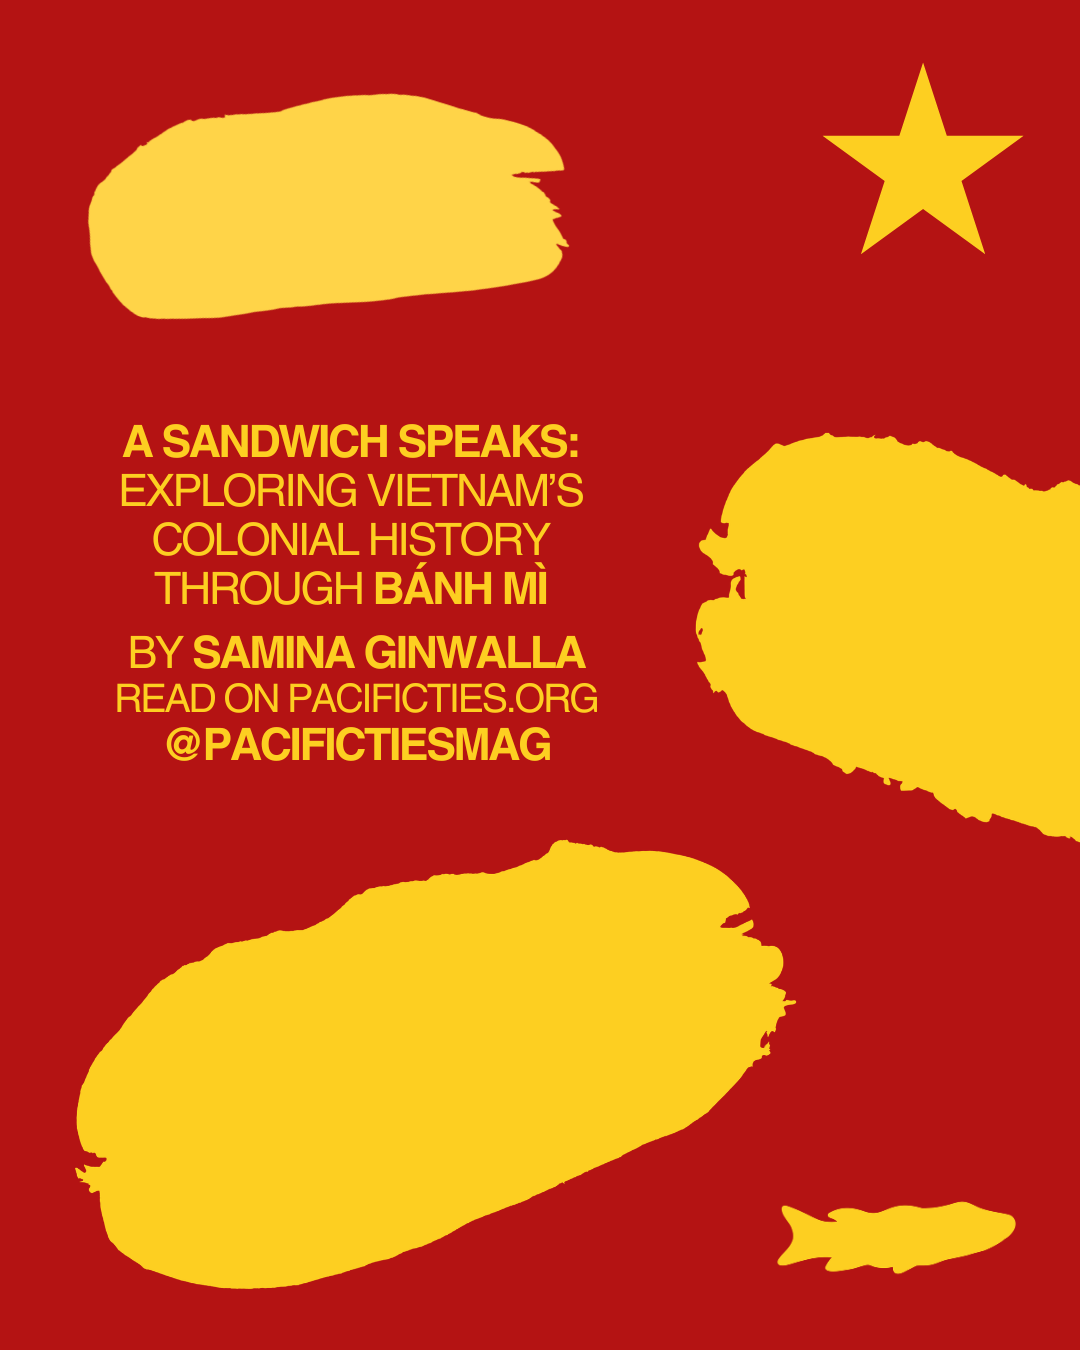 A SANDWICH SPEAKS:
EXPLORING VIETNAM’S
COLONIAL HISTORY
THROUGH BÁNH MÌ
BY SAMINA GINWALLA
READ ON PACIFICTIES.ORG
@PACIFICTIESMAG